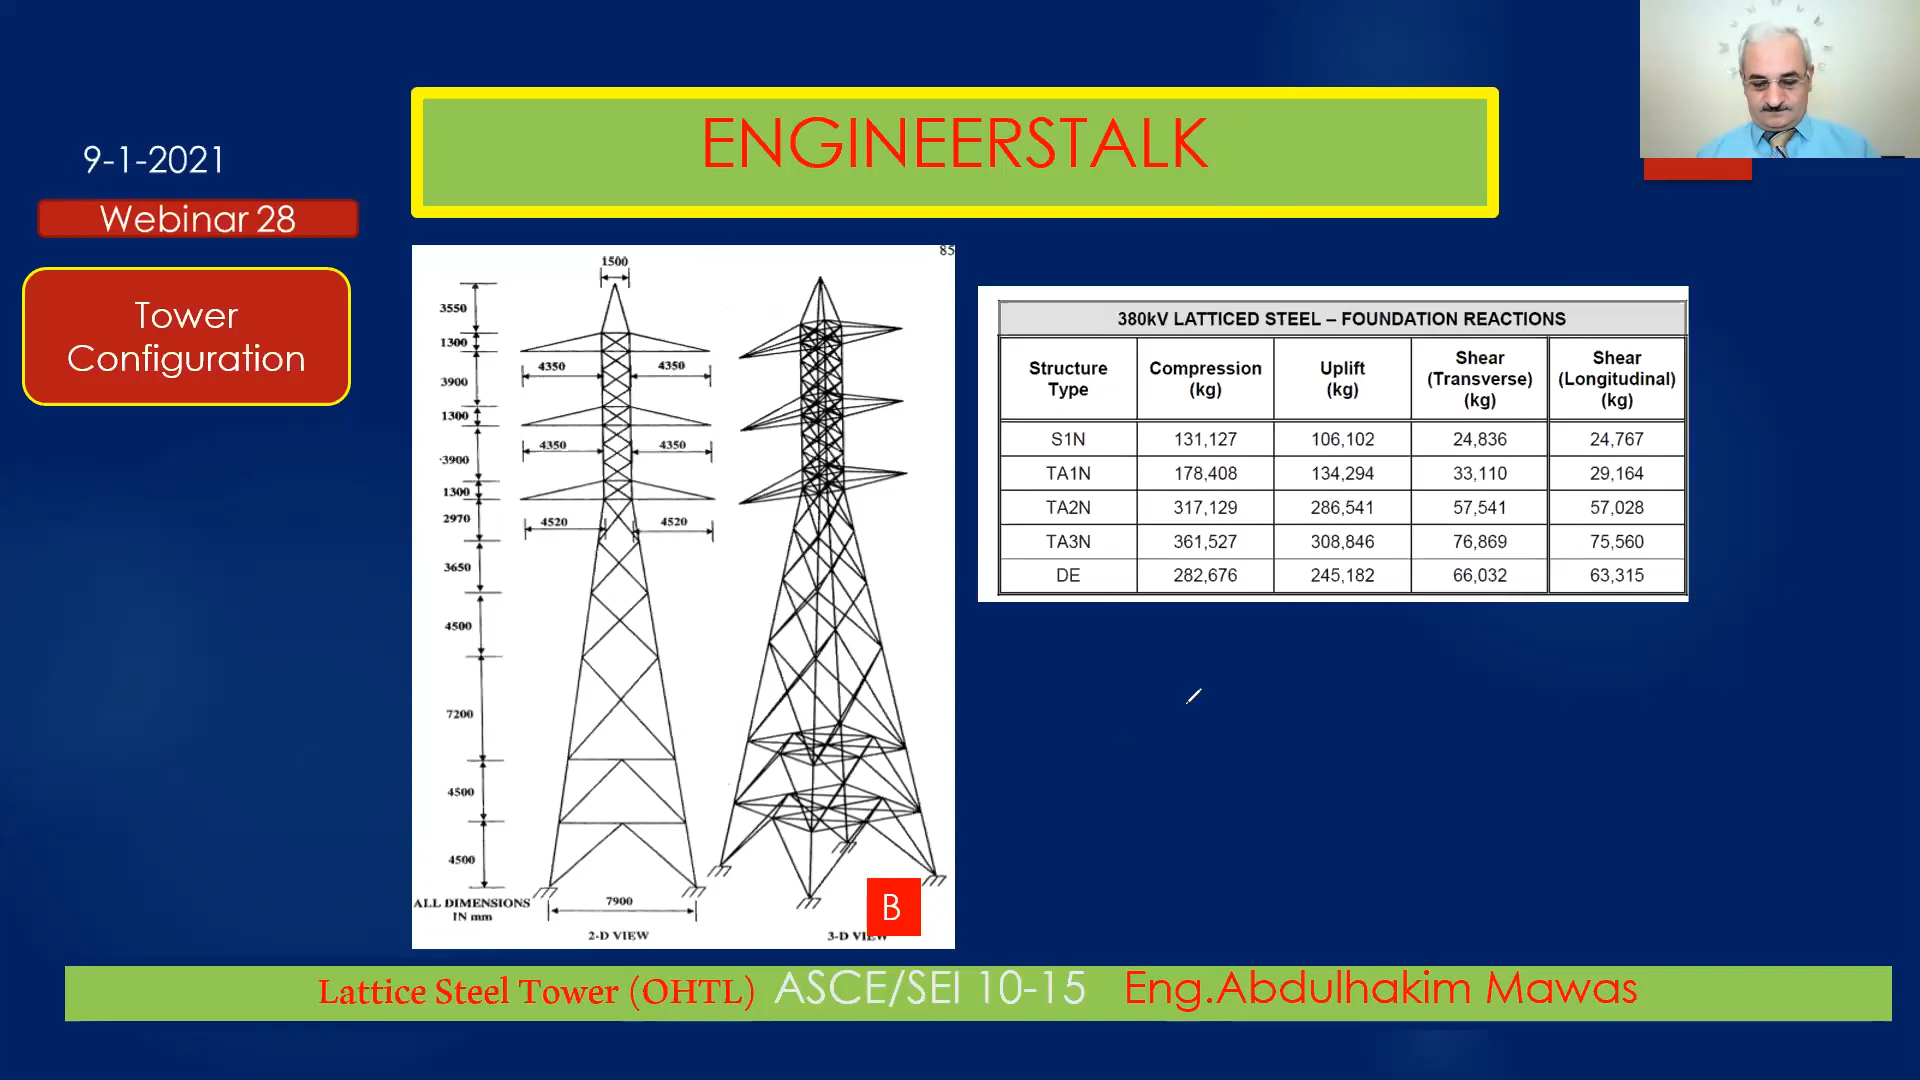 ENGINEERSTALK
9-1-2021
Webinar 28
Tower
Configuration
85
1500
3550
1300
4350 4350
3900
1300
4350 4350
3900
1300
2970
4520 4520
3650
4500
7200
4500
4500
ALL DIMENSIONS
IN mm
7900
2-D VIEW
3-D VIEW
B
380kV LATTICED STEEL – FOUNDATION REACTIONS
Structure Type Compression (kg) Uplift (kg) Shear (Transverse) (kg) Shear (Longitudinal) (kg)
S1N 131,127 106,102 24,836 24,767
TA1N 178,408 134,294 33,110 29,164
TA2N 317,129 286,541 57,541 57,028
TA3N 361,527 308,846 76,869 75,560
DE 282,676 245,182 66,032 63,315
Lattice Steel Tower (OHTL) ASCE/SEI 10-15 Eng.Abdulhakim Mawas